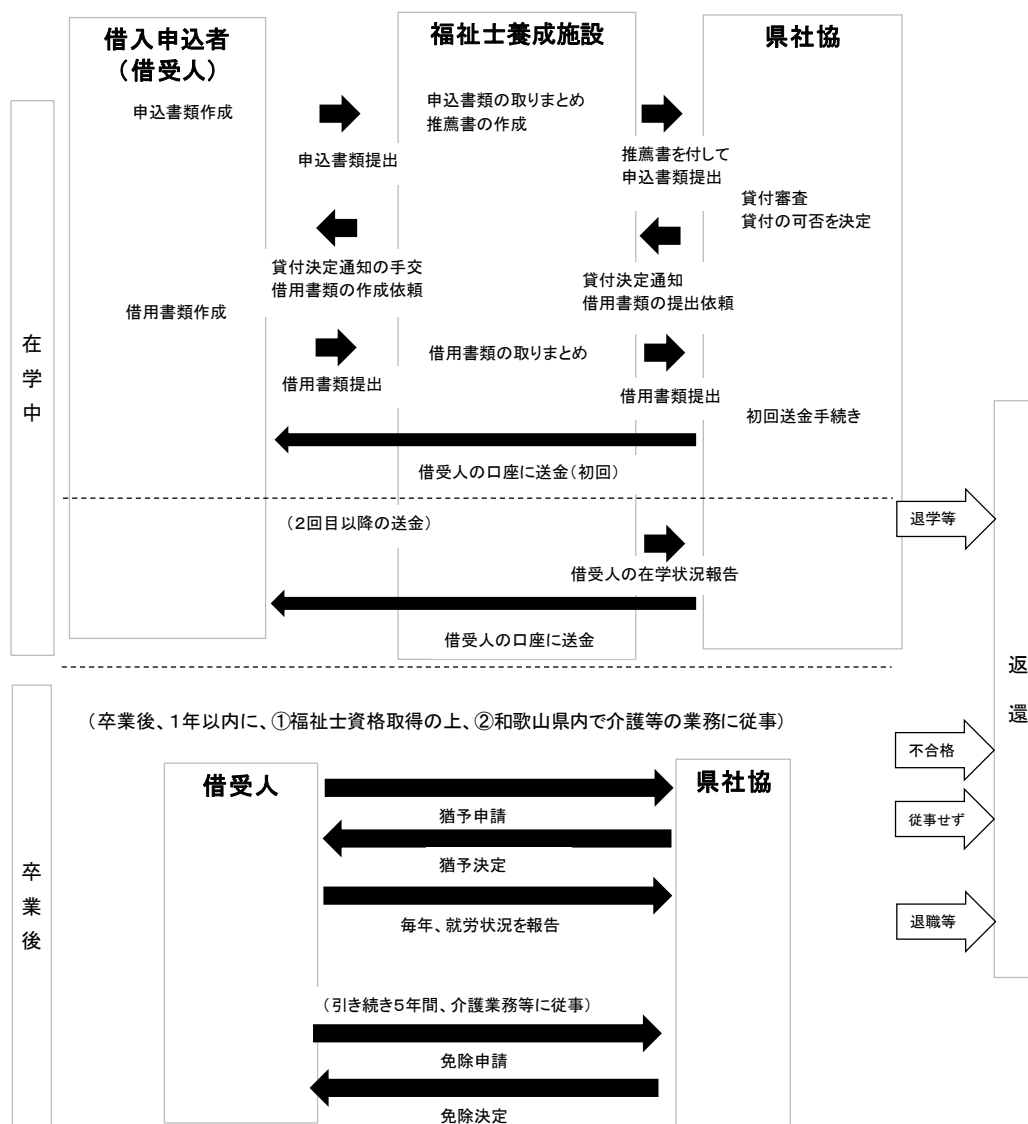 借入申込者
（借受人）
福祉士養成施設
県社協
在学中
申込書類作成
申込書類提出
申込書類の取りまとめ
推薦書の作成
推薦書を付して
申込書類提出
貸付審査
貸付の可否を決定
貸付決定通知の手交
借用書類の作成依頼
貸付決定通知
借用書類の提出依頼
借用書類作成
借用書類提出
借用書類の取りまとめ
借用書類提出
初回送金手続き
借受人の口座に送金（初回）
（２回目以降の送金）
退学等
借受人の在学状況報告
借受人の口座に送金
返還
卒業後
（卒業後、１年以内に、①福祉士資格取得の上、②和歌山県内で介護等の業務に従事）
不合格
借受人
県社協
猶予申請
従事せず
猶予決定
毎年、就労状況を報告
退職等
（引き続き５年間、介護業務等に従事）
免除申請
免除決定